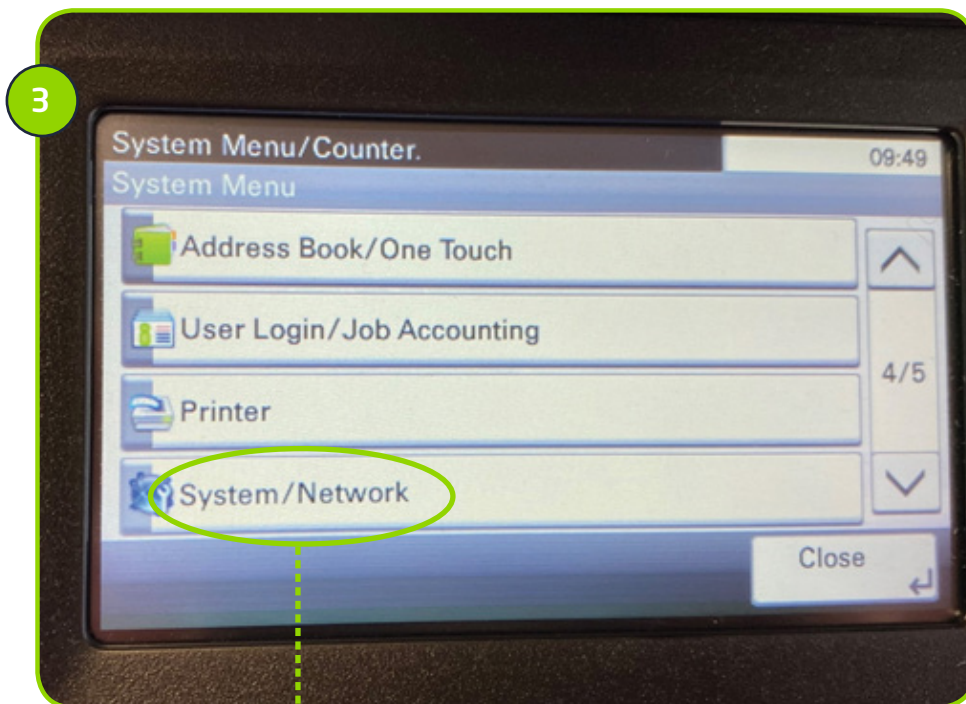 3
System Menu/Counter.
09:49
System Menu
Address Book/One Touch
User Login/Job Accounting
4/5
Printer
System/Network
Close